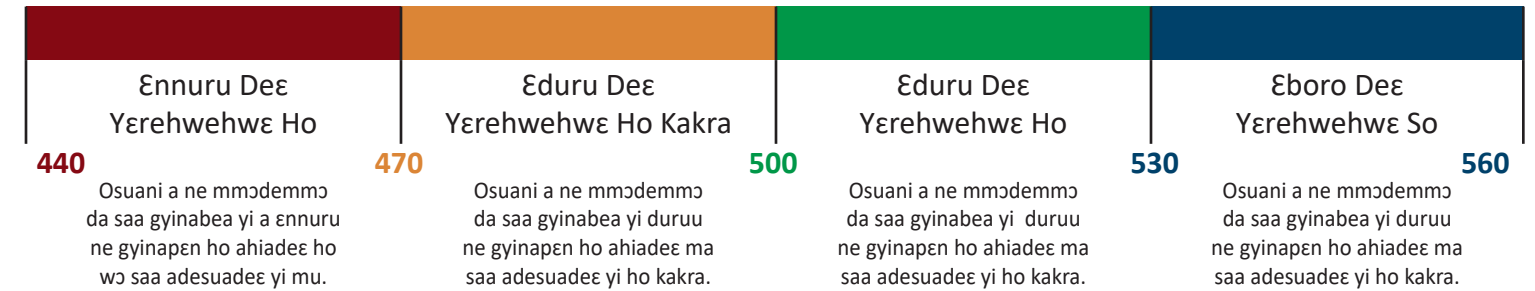 Ɛnnuru Deɛ
Yɛrehwehwɛ Ho
Ɛduru Deɛ
Yɛrehwehwɛ Ho Kakra
Ɛduru Deɛ
Yɛrehwehwɛ Ho
Ɛboro Deɛ
Yɛrehwehwɛ So
440
470
500
530
560
Osuani a ne mmɔdemmɔ
da saa gyinabea yi a ɛnnuru
ne gyinapɛn ho ahiadeɛ ho
wɔ saa adesuadeɛ yi mu.
Osuani a ne mmɔdemmɔ
da saa gyinabea yi duruu
ne gyinapɛn ho ahiadeɛ ma
saa adesuadeɛ yi ho kakra.
Osuani a ne mmɔdemmɔ
da saa gyinabea yi duruu
ne gyinapɛn ho ahiadeɛ ma
saa adesuadeɛ yi ho kakra.
Osuani a ne mmɔdemmɔ
da saa gyinabea yi duruu
ne gyinapɛn ho ahiadeɛ ma
saa adesuadeɛ yi ho kakra.